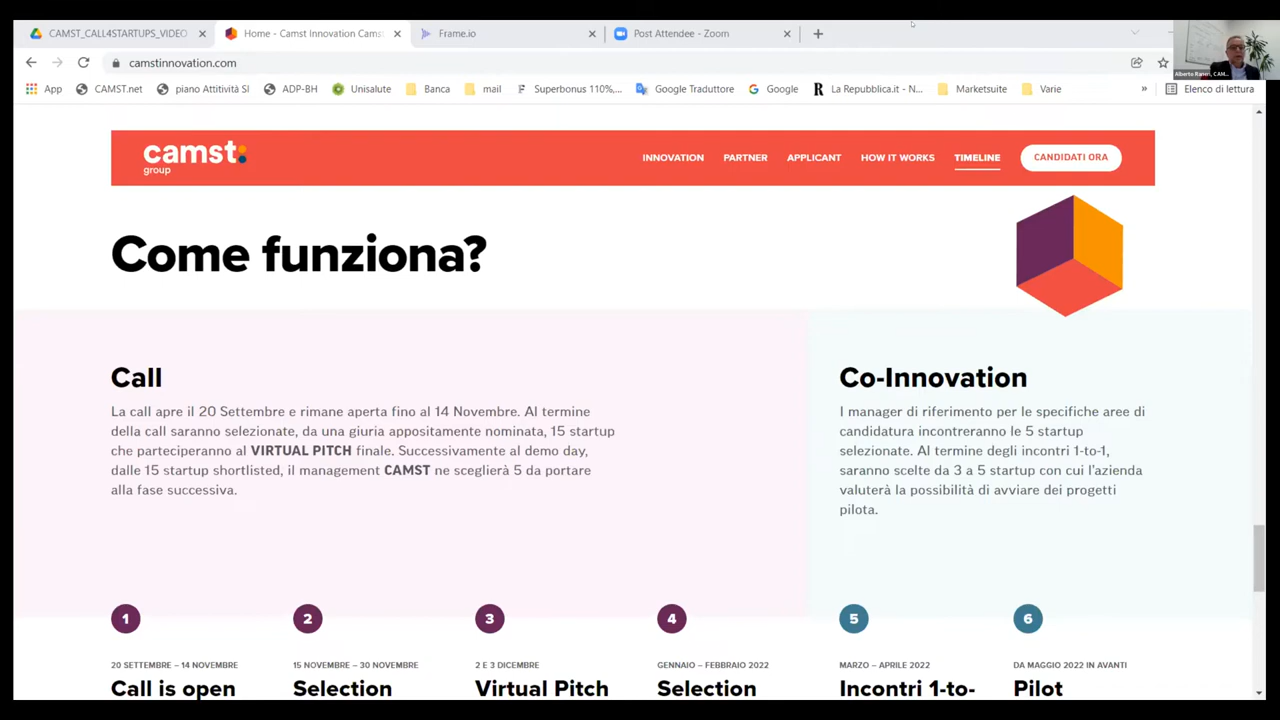 CAMST_CALL4STARTUPS_VIDEO
Home - Camst Innovation Camst
Frame.io
Post Attendee - Zoom
camstinnovation.com
App
CAMST.net
piano Attitività SI
ADP-BH
Unisalute
Banca
mail
Superbonus 110%,...
Google Traduttore
Google
La Repubblica.it - N...
Marketsuite
Varie
»
Elenco di lettura
camst:
group
INNOVATION
PARTNER
APPLICANT
HOW IT WORKS
TIMELINE
CANDIDATI ORA
Come funziona?
Call
La call apre il 20 Settembre e rimane aperta fino al 14 Novembre. Al termine
della call saranno selezionate, da una giuria appositamente nominata, 15 startup
che parteciperanno al VIRTUAL PITCH finale. Successivamente al demo day,
dalle 15 startup shortlisted, il management CAMST ne sceglierà 5 da portare
alla fase successiva.
Co-Innovation
I manager di riferimento per le specifiche aree di
candidatura incontreranno le 5 startup
selezionate. Al termine degli incontri 1-to-1,
saranno scelte da 3 a 5 startup con cui l'azienda
valuterà la possibilità di avviare dei progetti
pilota.
1
2
3
4
5
6
20 SETTEMBRE – 14 NOVEMBRE
15 NOVEMBRE – 30 NOVEMBRE
2 E 3 DICEMBRE
GENNAIO – FEBBRAIO 2022
MARZO – APRILE 2022
DA MAGGIO 2022 IN AVANTI
Call is open
Selection
Virtual Pitch
Selection
Incontri 1-to-
Pilot